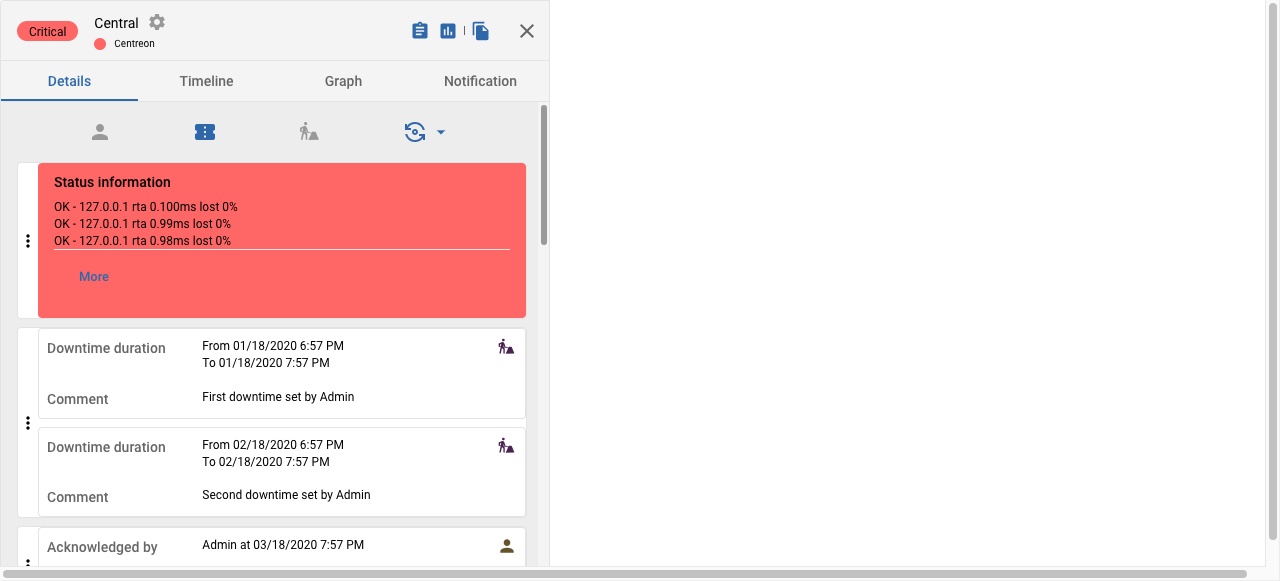 Critical
Central
Centreon
Details
Timeline
Graph
Notification
Status information
OK - 127.0.0.1 rta 0.100ms lost 0%
OK - 127.0.0.1 rta 0.99ms lost 0%
OK - 127.0.0.1 rta 0.98ms lost 0%
More
Downtime duration
From 01/18/2020 6:57 PM
To 01/18/2020 7:57 PM
Comment
First downtime set by Admin
Downtime duration
From 02/18/2020 6:57 PM
To 02/18/2020 7:57 PM
Comment
Second downtime set by Admin
Acknowledged by
Admin at 03/18/2020 7:57 PM